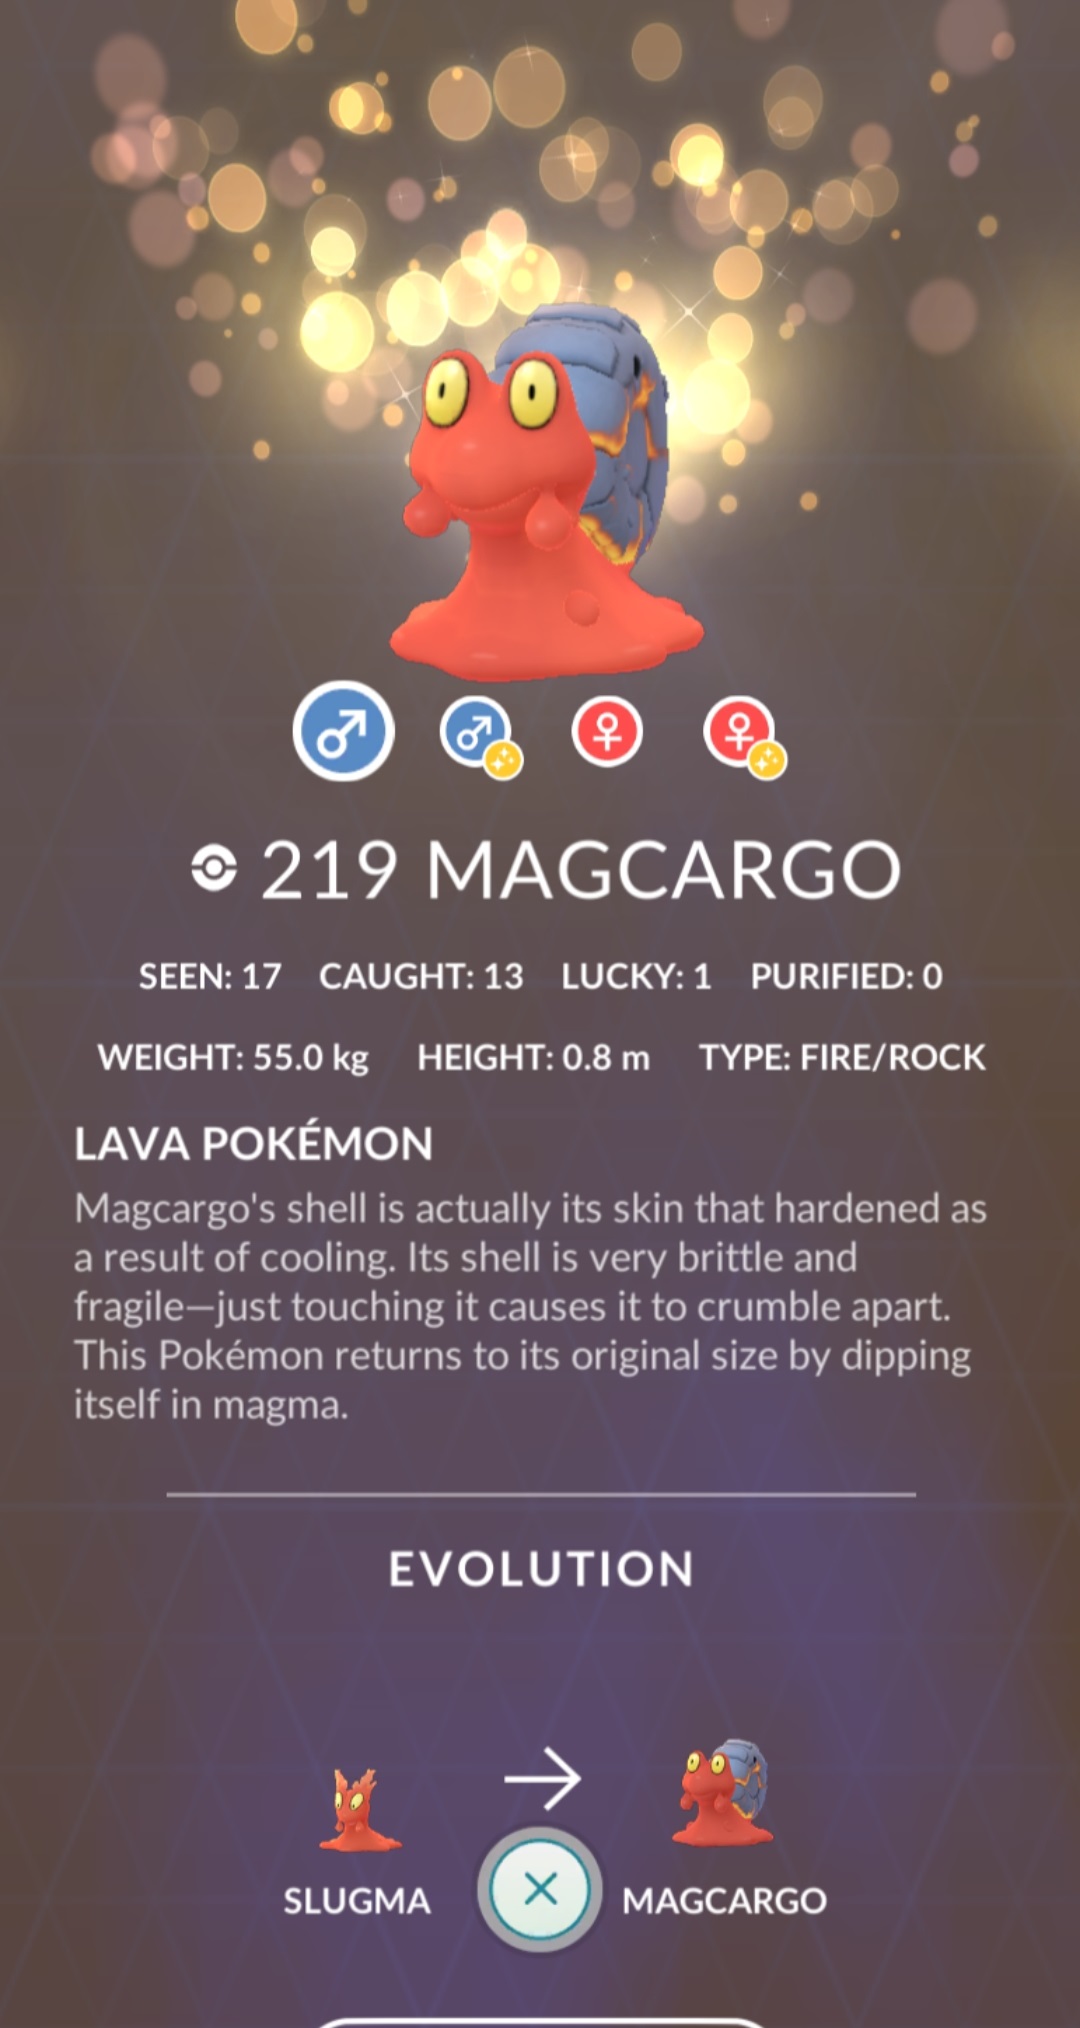 219 MAGCARGO
SEEN: 17 CAUGHT: 13 LUCKY: 1 PURIFIED: 0
WEIGHT: 55.0 kg HEIGHT: 0.8 m TYPE: FIRE/ROCK
LAVA POKÉMON
Magcargo's shell is actually its skin that hardened as
a result of cooling. Its shell is very brittle and
fragile—just touching it causes it to crumble apart.
This Pokémon returns to its original size by dipping
itself in magma.
EVOLUTION
SLUGMA MAGCARGO